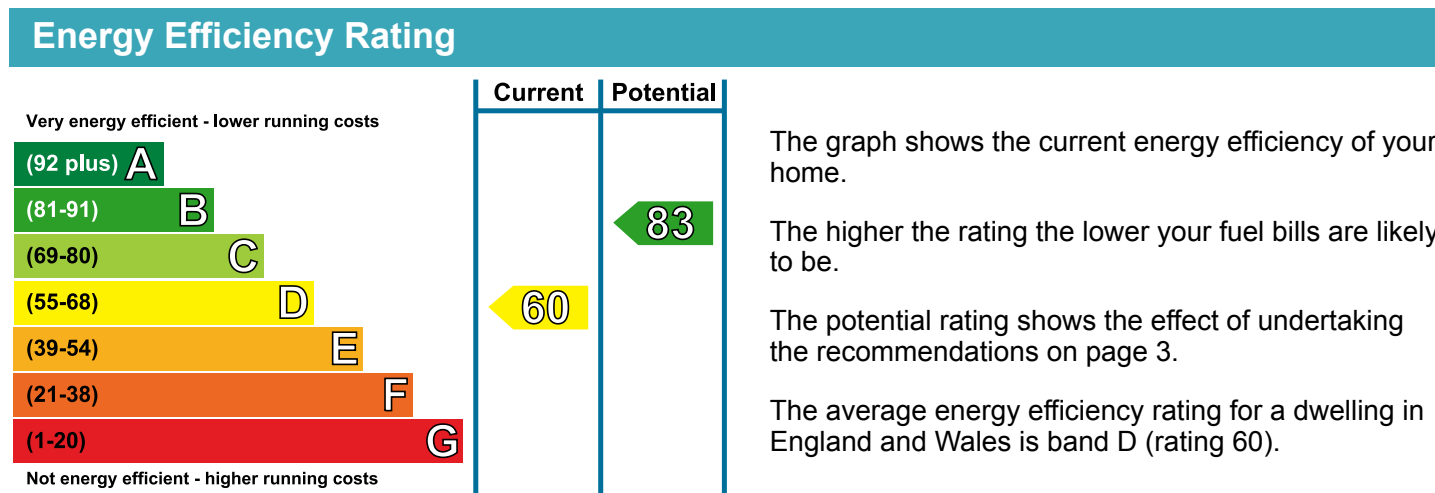 Energy Efficiency Rating
Current Potential
Very energy efficient - lower running costs
(92 plus) A
(81-91) B
(69-80) C
(55-68) D
(39-54) E
(21-38) F
(1-20) G
Not energy efficient - higher running costs
83
60
The graph shows the current energy efficiency of your
home.
The higher the rating the lower your fuel bills are likely
to be.
The potential rating shows the effect of undertaking
the recommendations on page 3.
The average energy efficiency rating for a dwelling in
England and Wales is band D (rating 60).